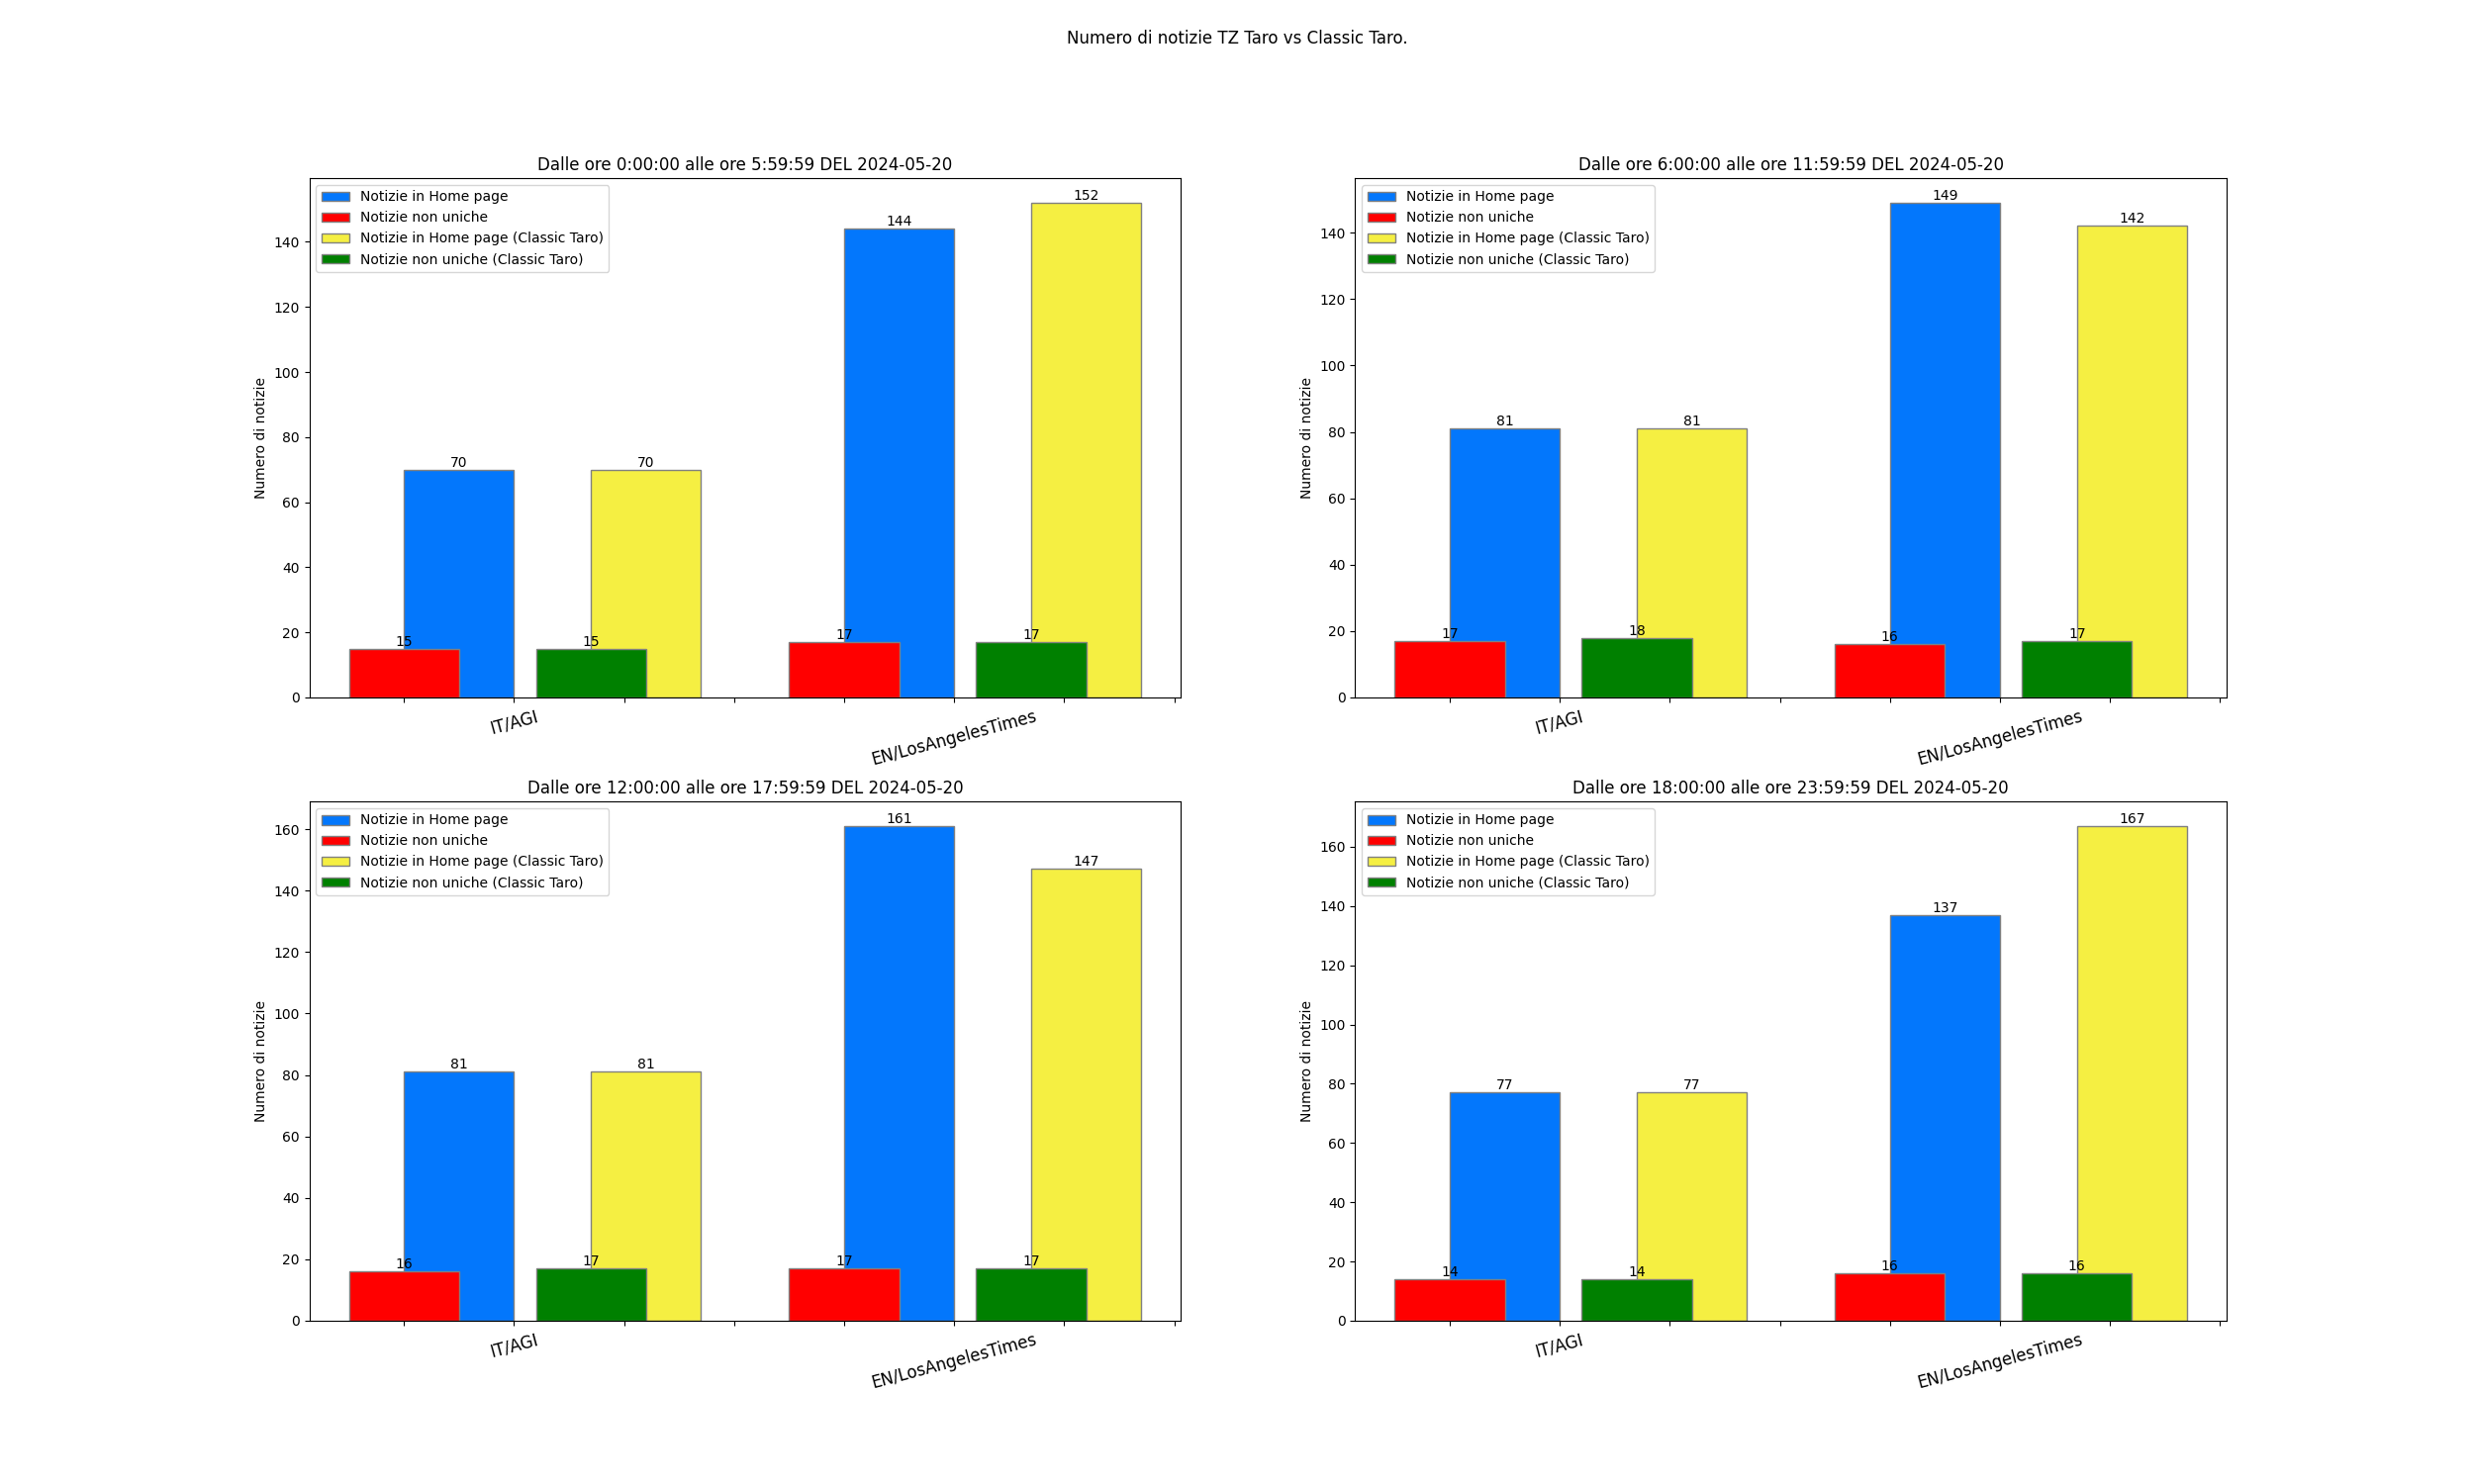 Numero di notizie TZ Taro vs Classic Taro.
Dalle ore 0:00:00 alle ore 5:59:59 DEL 2024-05-20
Notizie in Home page
Notizie non uniche
Notizie in Home page (Classic Taro)
Notizie non uniche (Classic Taro)
Numero di notizie
140
120
100
80
60
40
20
0
15
70
15
70
17
144
17
152
IT/AGI
EN/LosAngelesTimes
Dalle ore 6:00:00 alle ore 11:59:59 DEL 2024-05-20
Notizie in Home page
Notizie non uniche
Notizie in Home page (Classic Taro)
Notizie non uniche (Classic Taro)
Numero di notizie
140
120
100
80
60
40
20
0
17
81
18
81
16
149
17
142
IT/AGI
EN/LosAngelesTimes
Dalle ore 12:00:00 alle ore 17:59:59 DEL 2024-05-20
Notizie in Home page
Notizie non uniche
Notizie in Home page (Classic Taro)
Notizie non uniche (Classic Taro)
Numero di notizie
160
140
120
100
80
60
40
20
0
16
81
17
81
17
161
17
147
IT/AGI
EN/LosAngelesTimes
Dalle ore 18:00:00 alle ore 23:59:59 DEL 2024-05-20
Notizie in Home page
Notizie non uniche
Notizie in Home page (Classic Taro)
Notizie non uniche (Classic Taro)
Numero di notizie
160
140
120
100
80
60
40
20
0
14
77
14
77
16
137
16
167
IT/AGI
EN/LosAngelesTimes